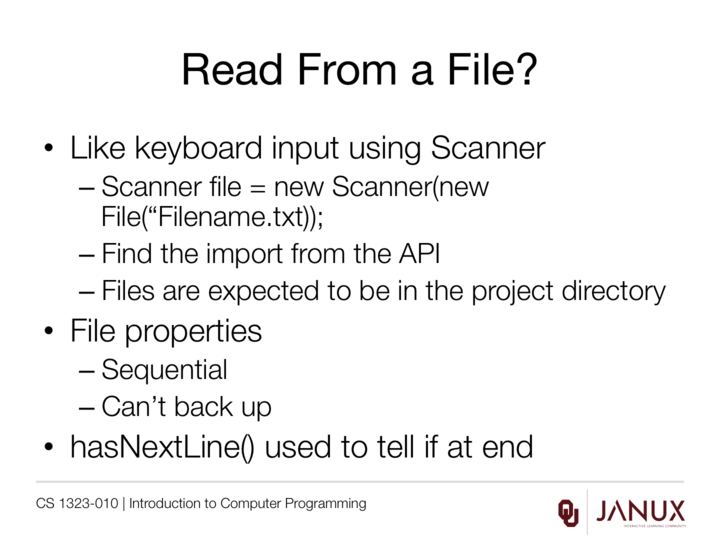 Read From a File?
• Like keyboard input using Scanner
– Scanner file = new Scanner(new
File(“Filename.txt));
– Find the import from the API
– Files are expected to be in the project directory
• File properties
– Sequential
– Can’t back up
• hasNextLine() used to tell if at end
CS 1323-010 | Introduction to Computer Programming
OU
JANUX
INTERACTIVE LEARNING COMMUNITY